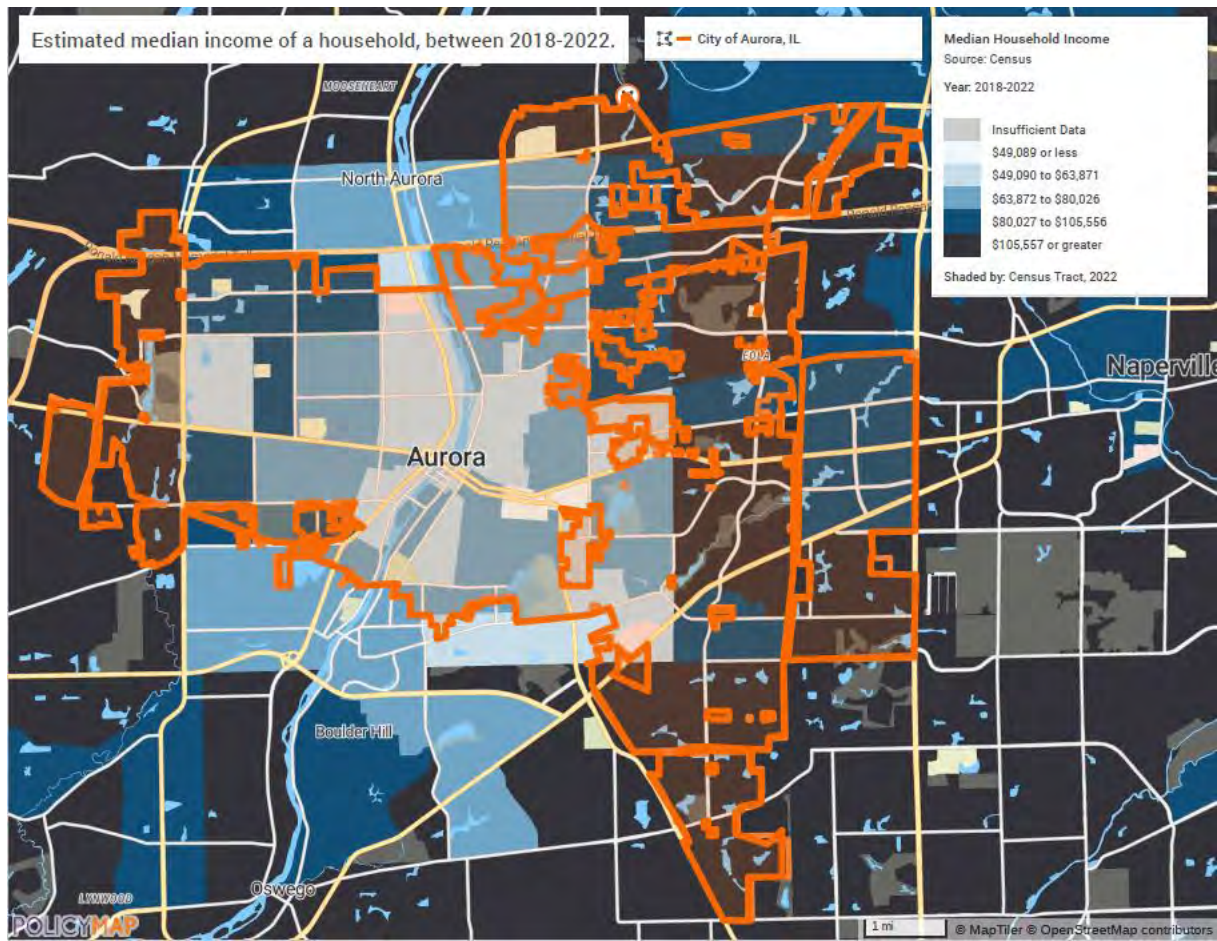 Estimated median income of a household, between 2018-2022.
City of Aurora, IL
Median Household Income
Source: Census
Year: 2018-2022
Insufficient Data
$49,089 or less
$49,090 to $63,871
$63,872 to $80,026
$80,027 to $105,556
$105,557 or greater
Shaded by: Census Tract, 2022
MOOSEHEART
North Aurora
EOLA
Naperville
Aurora
Boulder Hill
Oswego
LYNWOOD
POLICYMAP
1 mi
© MapTiler © OpenStreetMap contributors